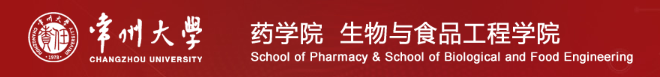 常州大学
CHANGZHOU UNIVERSITY
药学院 生物与食品工程学院
School of Pharmacy & School of Biological and Food Engineering